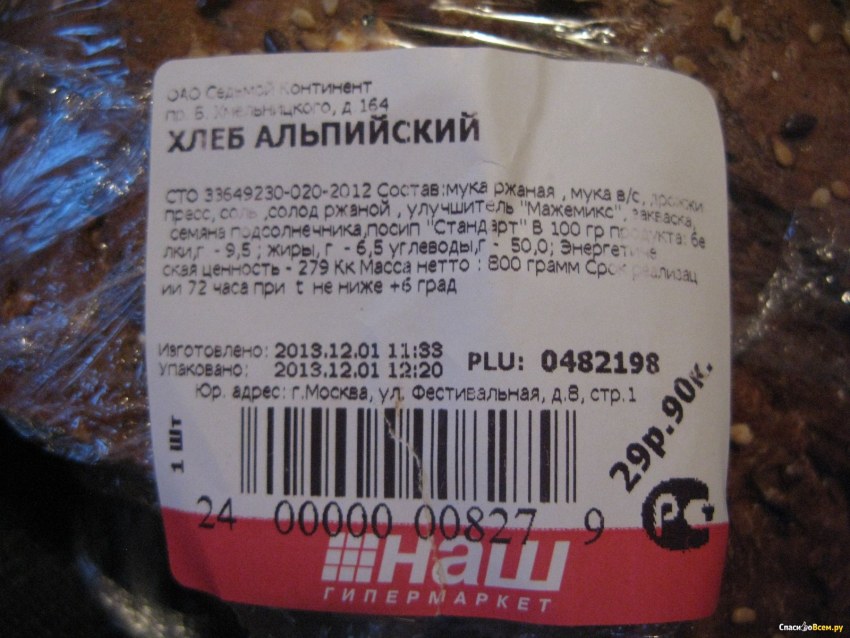 ОАО Седьмой Континент
пр. Б. Хмельницкого, д 164
ХЛЕБ АЛЬПИЙСКИЙ
СТО 33649230-020-2012 Состав:мука ржаная , мука в/с, дрожжи
пресс, соль ,солод ржаной , улучшитель "Мажемикс", закваска,
семяна подсолнечника,посип "Стандарт" В 100 гр продукта: бе
лки,г - 9,5 ; жиры, г - 6,5 углеводы,г - 50,0; Энергетиче
ская ценность - 279 Кк Масса нетто : 800 грамм Срок реализац
ии 72 часа при t не ниже +6 град
Изготовлено: 2013.12.01 11:33
Упаковано: 2013.12.01 12:20
PLU: 0482198
Юр. адрес: г.Москва, ул. Фестивальная, д.8, стр.1
1 Шт
29р.90к.
24 00000 00827 9
РСТ
наш
ГИПЕРМАРКЕТ
СпасибоВсем.ру